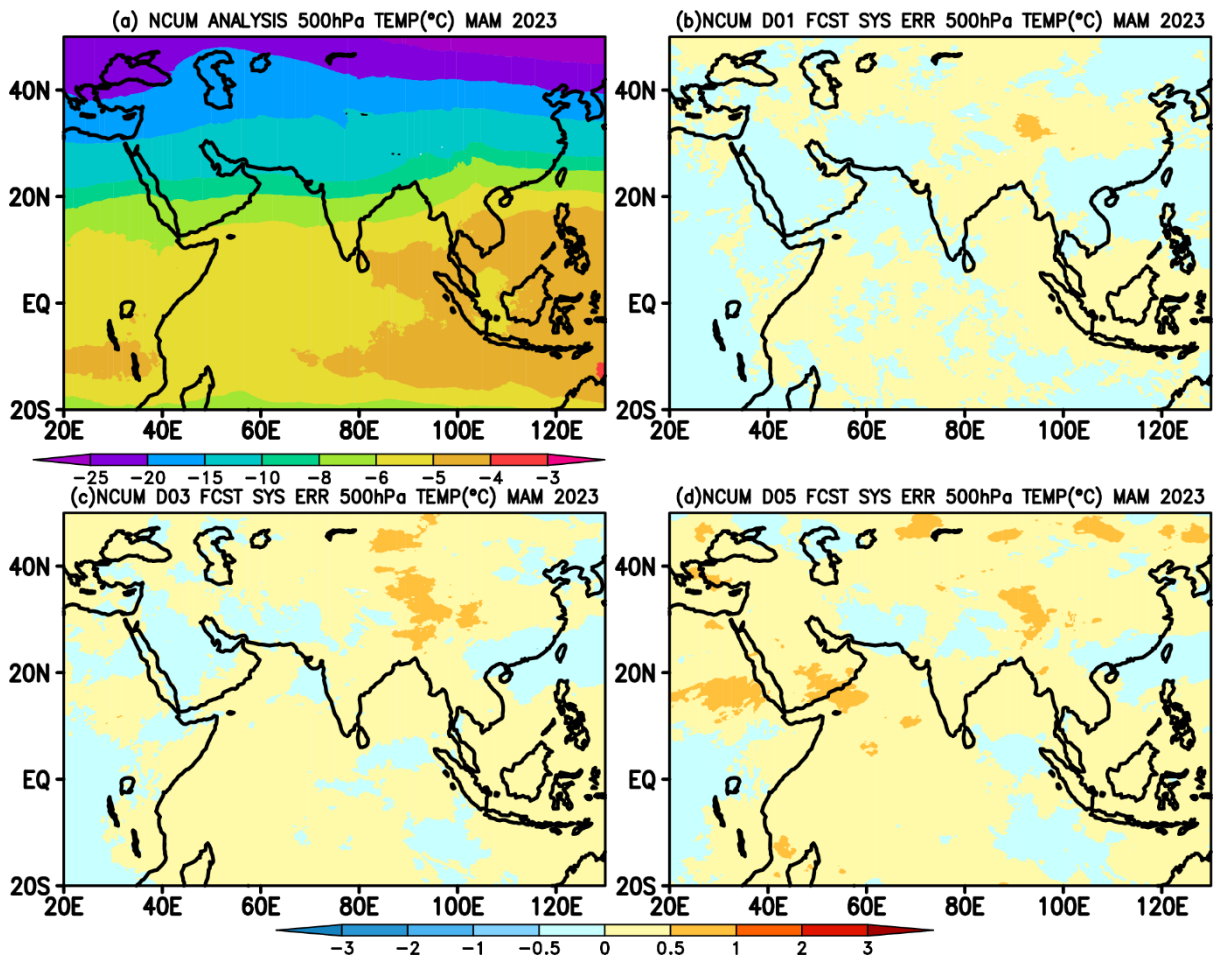 (a) NCUM ANALYSIS 500hPa TEMP(°C) MAM 2023
(b)NCUM D01 FCST SYS ERR 500hPa TEMP(°C) MAM 2023
40N
20N
EQ
20S
20E 40E 60E 80E 100E 120E
40N
20N
EQ
20S
20E 40E 60E 80E 100E 120E
-25 -20 -15 -10 -8 -6 -5 -4 -3
(c)NCUM D03 FCST SYS ERR 500hPa TEMP(°C) MAM 2023
(d)NCUM D05 FCST SYS ERR 500hPa TEMP(°C) MAM 2023
40N
20N
EQ
20S
20E 40E 60E 80E 100E 120E
40N
20N
EQ
20S
20E 40E 60E 80E 100E 120E
-3 -2 -1 -0.5 0 0.5 1 2 3